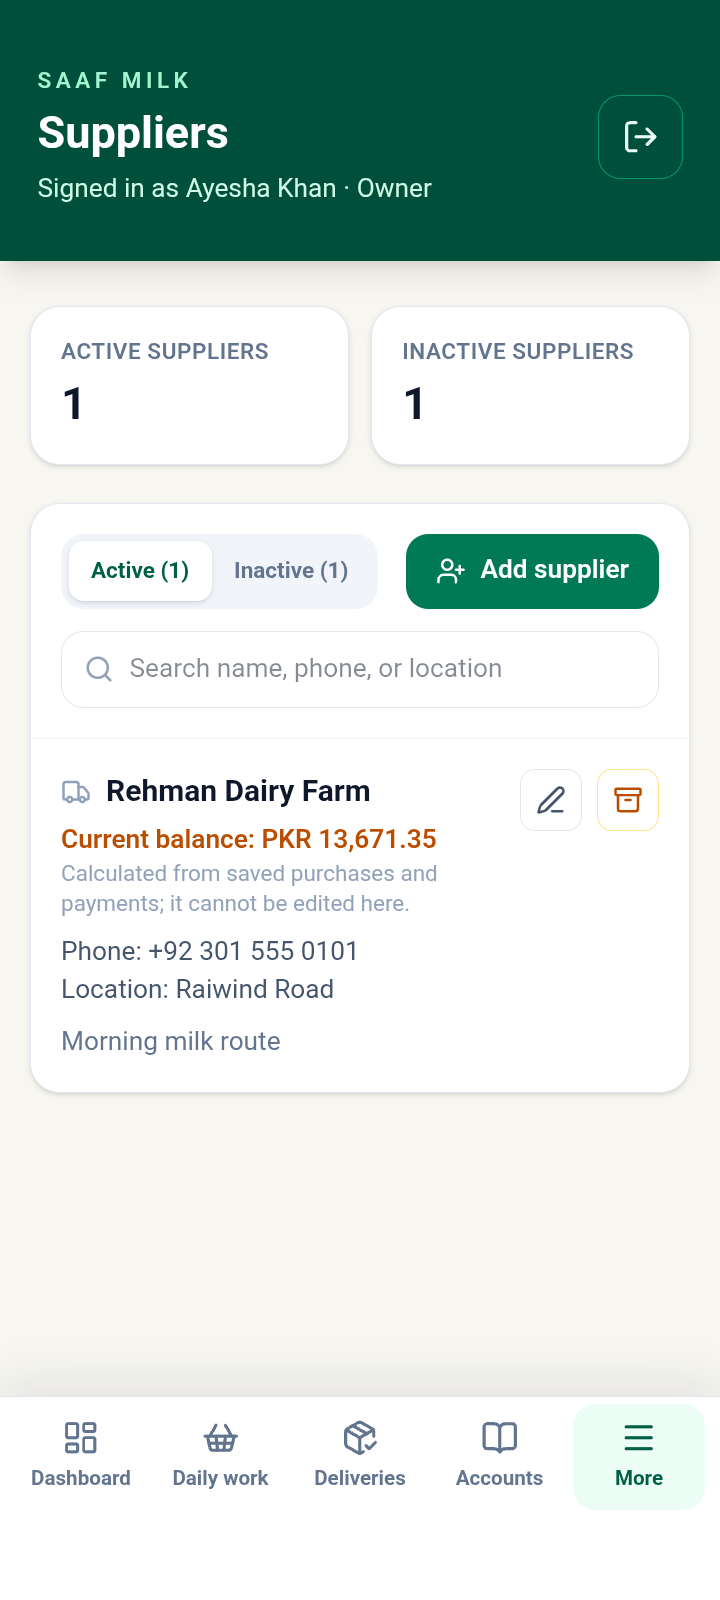 SAAF MILK
Suppliers
Signed in as Ayesha Khan · Owner
ACTIVE SUPPLIERS
1
INACTIVE SUPPLIERS
1
Active (1)
Inactive (1)
Add supplier
Search name, phone, or location
Rehman Dairy Farm
Current balance: PKR 13,671.35
Calculated from saved purchases and
payments; it cannot be edited here.
Phone: +92 301 555 0101
Location: Raiwind Road
Morning milk route
Dashboard
Daily work
Deliveries
Accounts
More